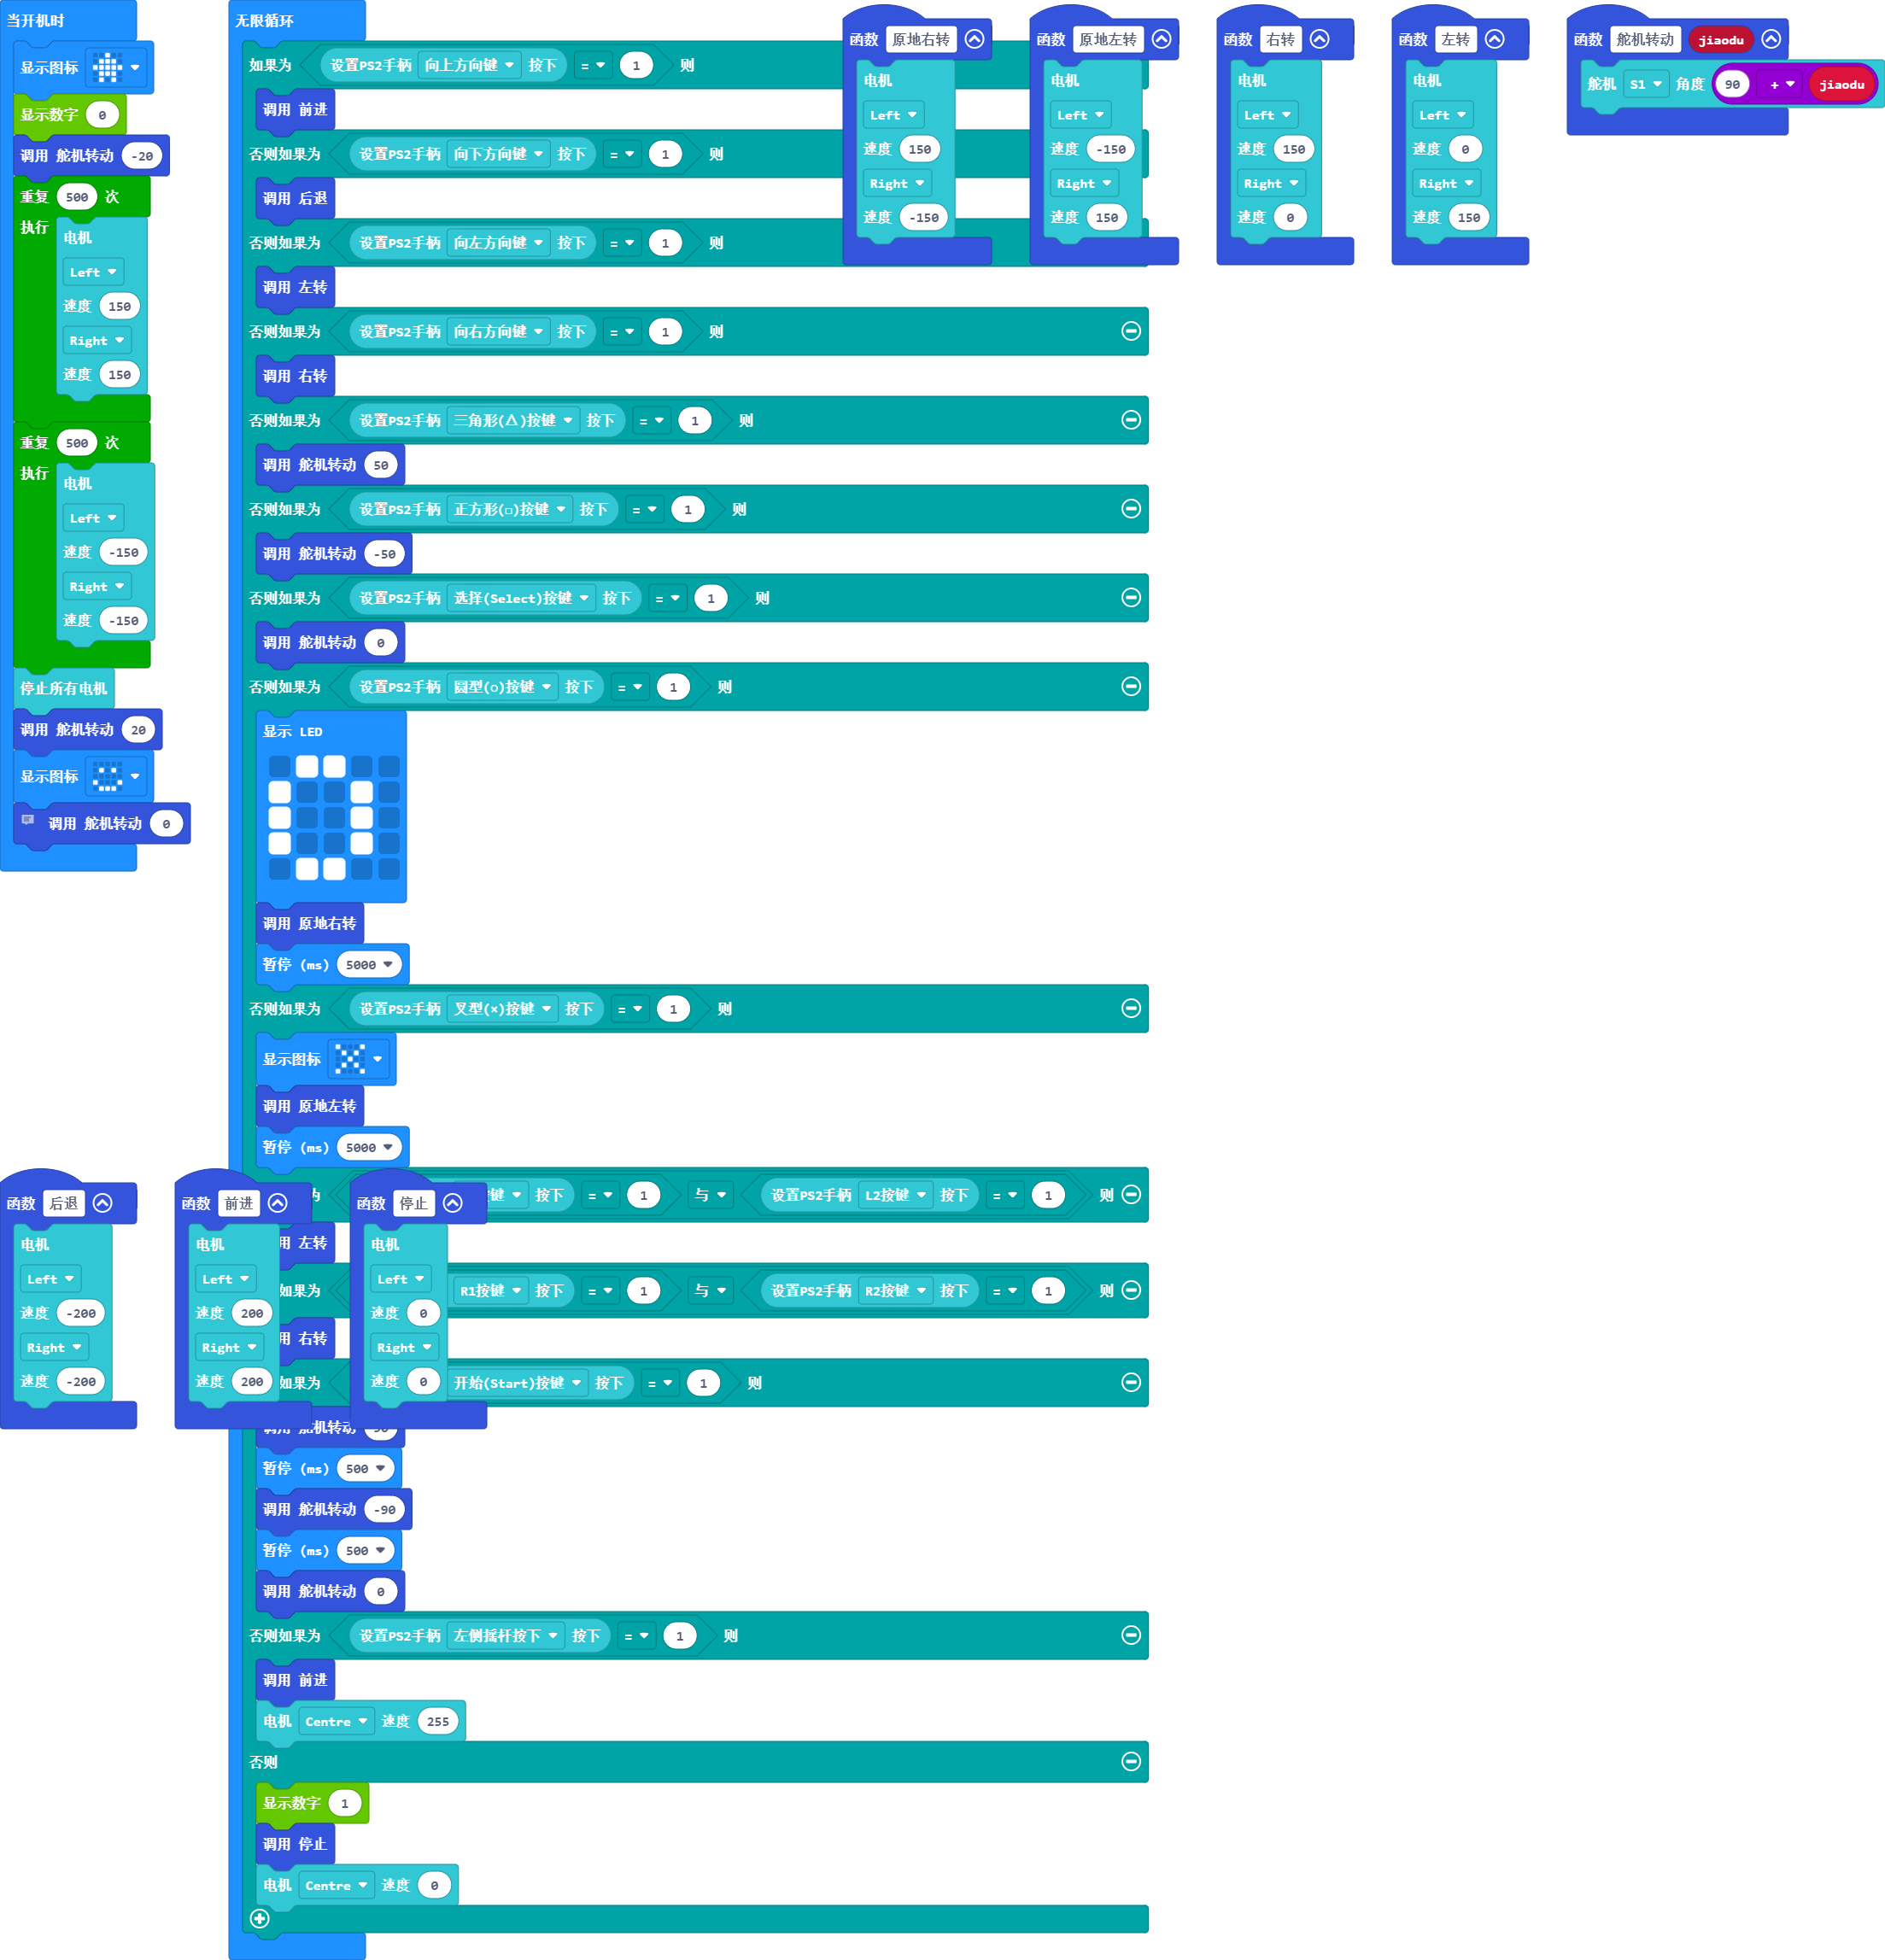 当开机时
显示图标
显示数字 0
调用 舵机转动 -20
重复 500 次
执行
电机
Left
速度 150
Right
速度 150
重复 500 次
执行
电机
Left
速度 -150
Right
速度 -150
停止所有电机
调用 舵机转动 20
显示图标
调用 舵机转动 0
无限循环
如果为 设置PS2手柄 向上方向键 按下 = 1 则
调用 前进
否则如果为 设置PS2手柄 向下方向键 按下 = 1 则
调用 后退
否则如果为 设置PS2手柄 向左方向键 按下 = 1 则
调用 左转
否则如果为 设置PS2手柄 向右方向键 按下 = 1 则
调用 右转
否则如果为 设置PS2手柄 三角形(△)按键 按下 = 1 则
调用 舵机转动 50
否则如果为 设置PS2手柄 正方形(□)按键 按下 = 1 则
调用 舵机转动 -50
否则如果为 设置PS2手柄 选择(Select)按键 按下 = 1 则
调用 舵机转动 0
否则如果为 设置PS2手柄 圆型(○)按键 按下 = 1 则
显示 LED
调用 原地右转
暂停 (ms) 5000
否则如果为 设置PS2手柄 叉型(×)按键 按下 = 1 则
显示图标
调用 原地左转
暂停 (ms) 5000
按下 = 1 与 设置PS2手柄 L2按键 按下 = 1 则
用 左转
如果为 R1按键 按下 = 1 与 设置PS2手柄 R2按键 按下 = 1 则
用 右转
如果为 开始(Start)按键 按下 = 1 则
调用 舵机转动
暂停 (ms) 500
调用 舵机转动 -90
暂停 (ms) 500
调用 舵机转动 0
否则如果为 设置PS2手柄 左侧摇杆按下 按下 = 1 则
调用 前进
电机 Centre 速度 255
否则
显示数字 1
调用 停止
电机 Centre 速度 0
函数 原地右转
电机
Left
速度 150
Right
速度 -150
函数 原地左转
电机
Left
速度 -150
Right
速度 150
函数 右转
电机
Left
速度 150
Right
速度 0
函数 左转
电机
Left
速度 0
Right
速度 150
函数 舵机转动 jiaodu
舵机 S1 角度 90 + jiaodu
函数 后退
电机
Left
速度 -200
Right
速度 -200
函数 前进
电机
Left
速度 200
Right
速度 200
函数 停止
电机
Left
速度 0
Right
速度 0